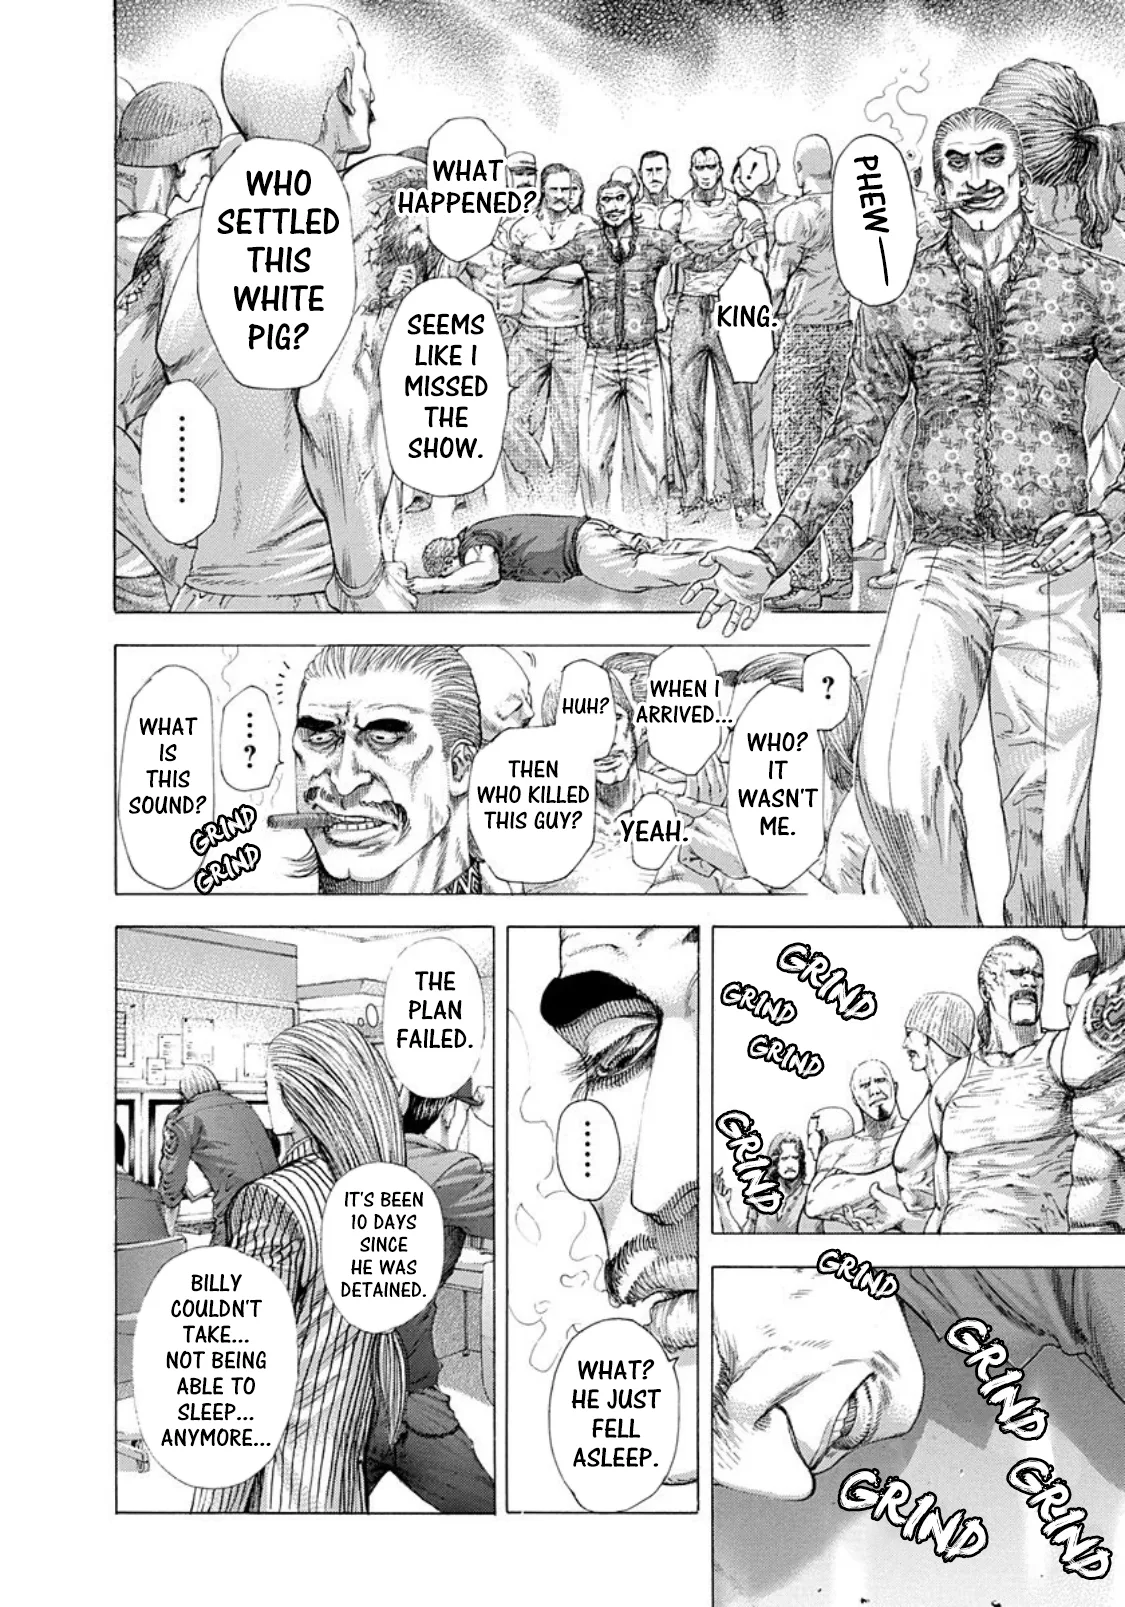 PHEW—
KING.
WHAT
HAPPENED?
SEEMS
LIKE I
MISSED
THE
SHOW.
WHO
SETTLED
THIS
WHITE
PIG?
........
?
WHO?
IT
WASN'T
ME.
WHEN I
ARRIVED...
YEAH.
HUH?
THEN
WHO KILLED
THIS GUY?
...?
WHAT
IS
THIS
SOUND?
GRIND
GRIND
GRIND
GRIND
GRIND
GRIND
GRIND
GRIND
GRIND
GRIND
GRIND
GRIND
.....
WHAT?
HE JUST
FELL
ASLEEP.
THE
PLAN
FAILED.
IT'S BEEN
10 DAYS
SINCE
HE WAS
DETAINED.
BILLY
COULDN'T
TAKE...
NOT BEING
ABLE TO
SLEEP...
ANYMORE...